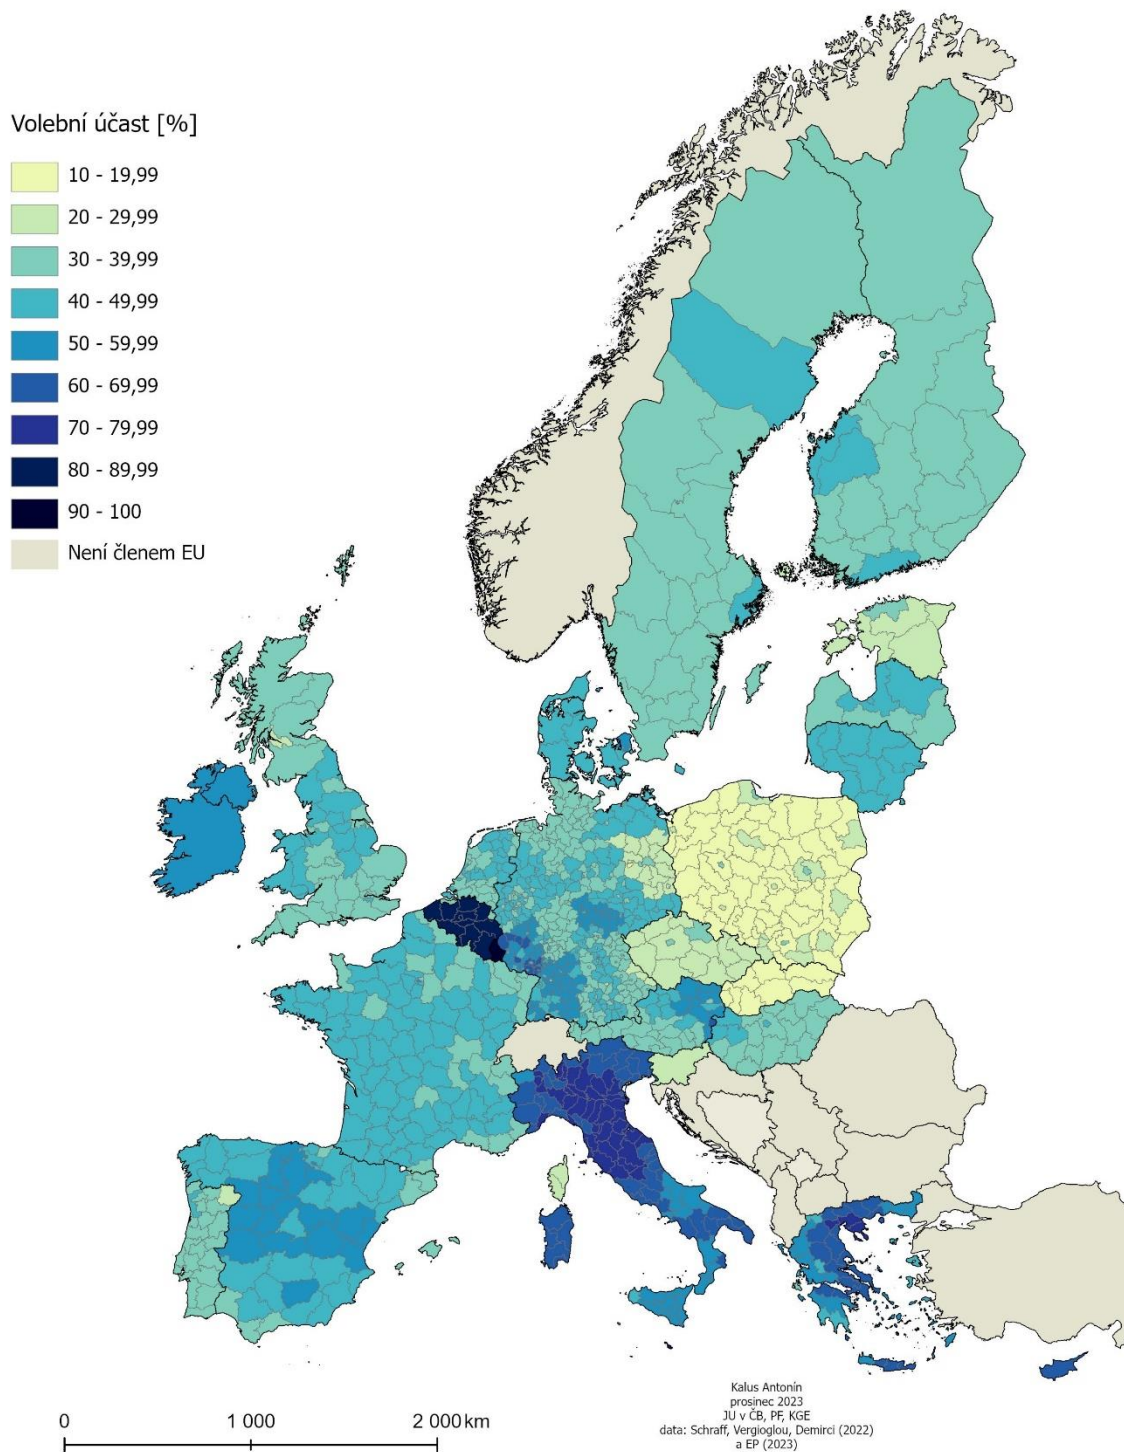 Volební účast [%]
10 - 19,99
20 - 29,99
30 - 39,99
40 - 49,99
50 - 59,99
60 - 69,99
70 - 79,99
80 - 89,99
90 - 100
Není členem EU
0 1 000 2 000 km
Kalus Antonín
prosinec 2023
JU v ČB, PF, KGE
data: Schraff, Vergioglou, Demirci (2022)
a EP (2023)